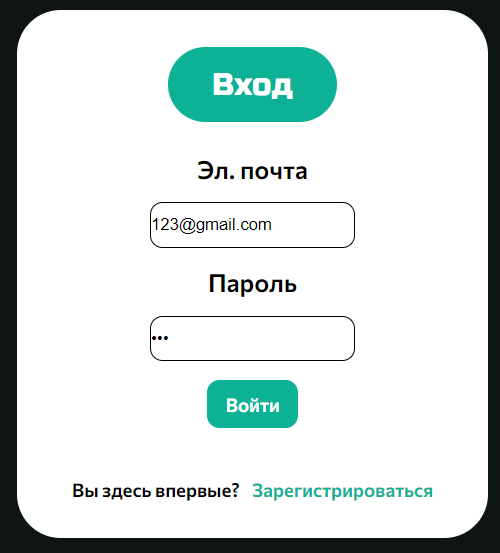 Вход
Эл. почта
123@gmail.com
Пароль
•••
Войти
Вы здесь впервые? Зарегистрироваться